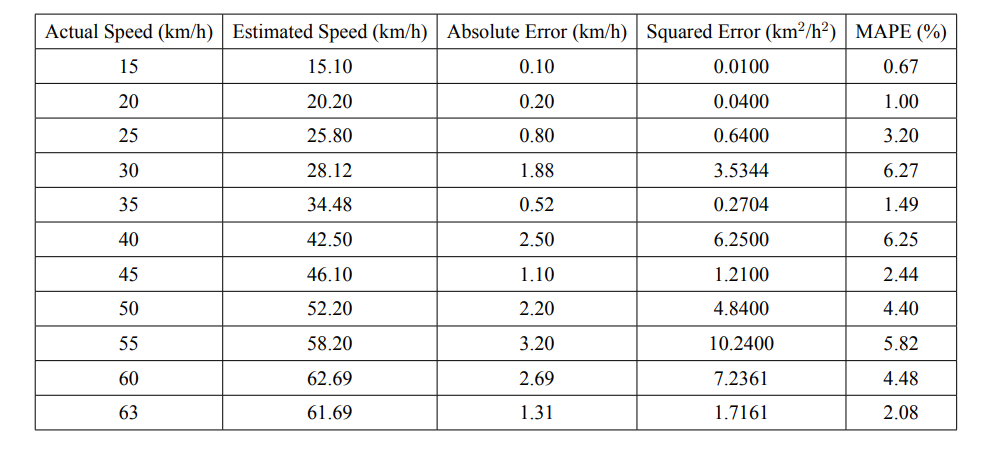 Actual Speed (km/h) Estimated Speed (km/h) Absolute Error (km/h) Squared Error (km²/h²) MAPE (%)
15 15.10 0.10 0.0100 0.67
20 20.20 0.20 0.0400 1.00
25 25.80 0.80 0.6400 3.20
30 28.12 1.88 3.5344 6.27
35 34.48 0.52 0.2704 1.49
40 42.50 2.50 6.2500 6.25
45 46.10 1.10 1.2100 2.44
50 52.20 2.20 4.8400 4.40
55 58.20 3.20 10.2400 5.82
60 62.69 2.69 7.2361 4.48
63 61.69 1.31 1.7161 2.08